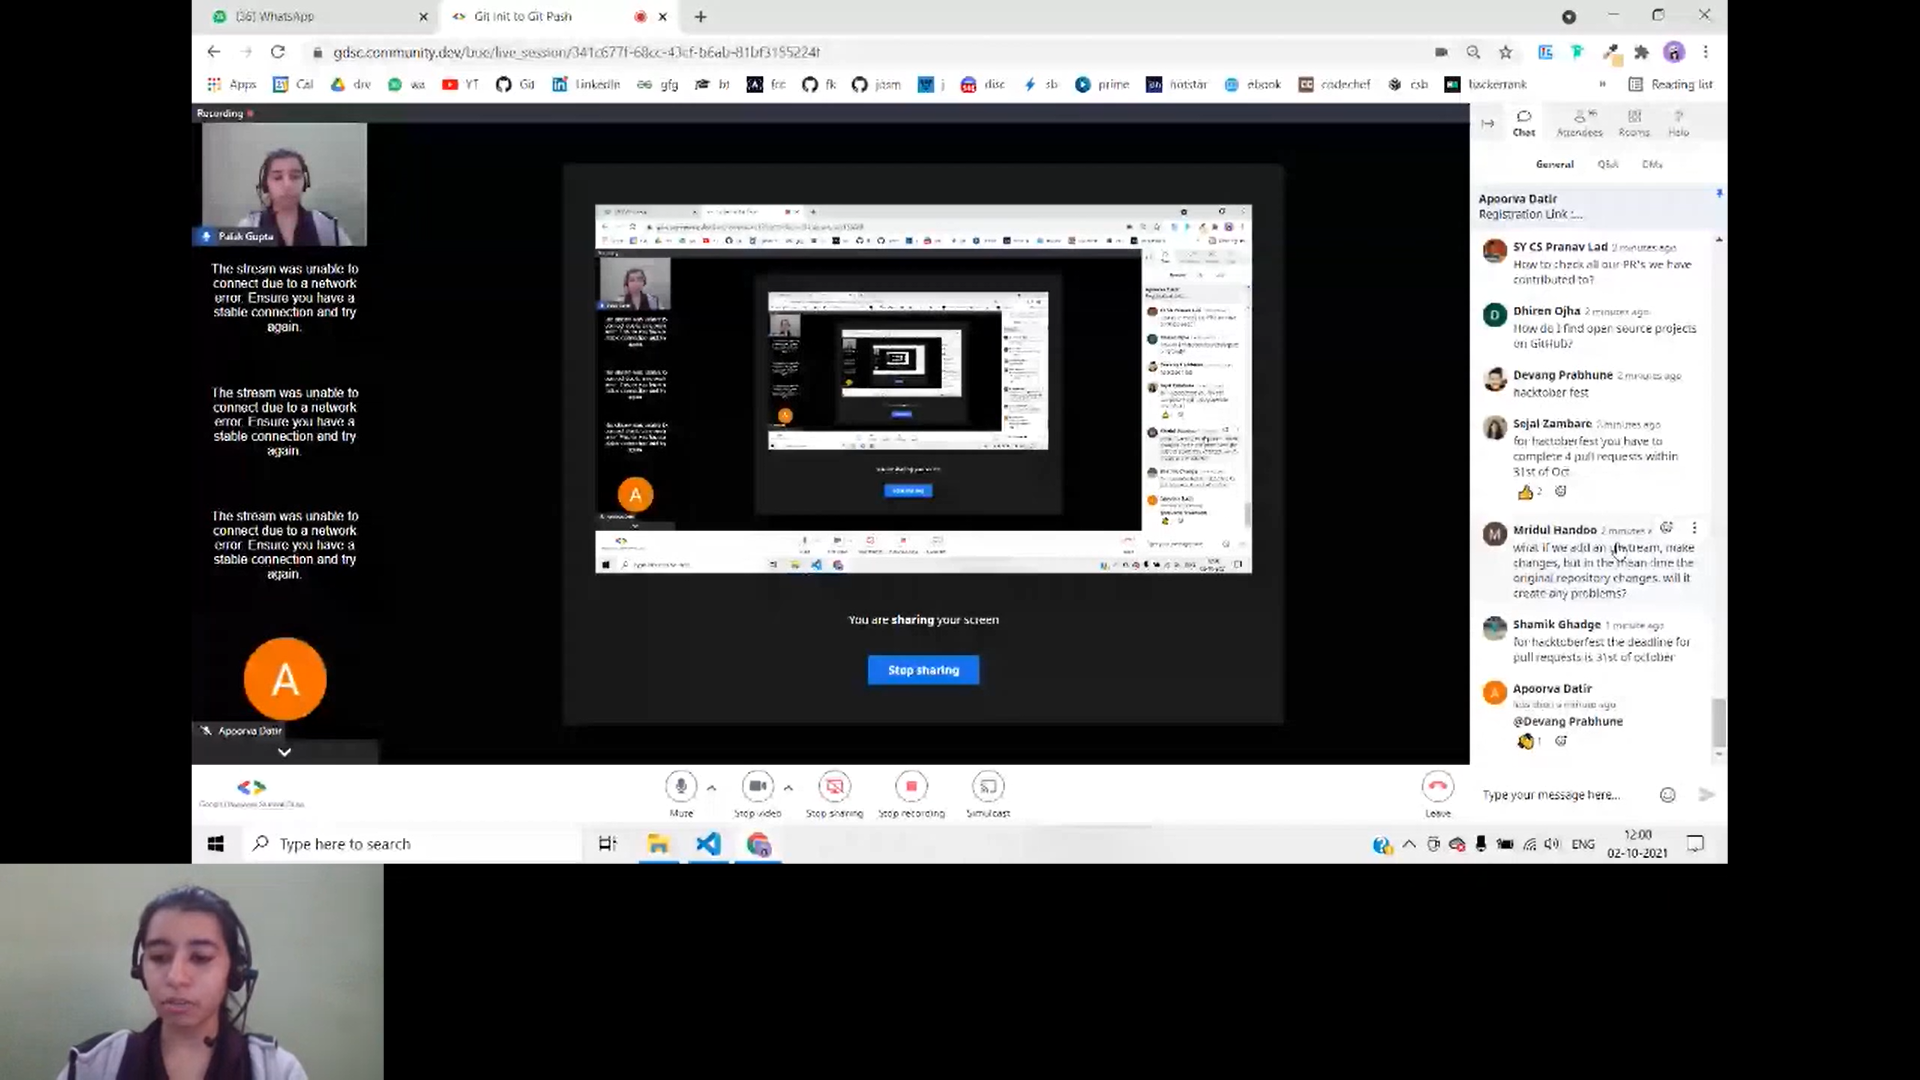 (36) WhatsApp
Git Init to Git Push
Apps Cal drv wa YT Git LinkedIn gfg bt fcc fk jasm j disc sb prime hotstar ebook codechef csb hackerrank Reading list
Recording
Palak Gupta
The stream was unable to
connect due to a network
error. Ensure you have a
stable connection and try
again.
The stream was unable to
connect due to a network
error. Ensure you have a
stable connection and try
again.
The stream was unable to
connect due to a network
error. Ensure you have a
stable connection and try
again.
A
Apoorva Datir
You are sharing your screen
Stop sharing
Chat Attendees Rooms Help
General Q&A DMs
Apoorva Datir
Registration Link :...
SY CS Pranav Lad 2 minutes ago
How to check all our PR's we have
contributed to?
D Dhiren Ojha 2 minutes ago
How do I find open source projects
on GitHub?
Devang Prabhune 2 minutes ago
hacktober fest
Sejal Zambare 2 minutes ago
for hactoberfest you have to
complete 4 pull requests within
31st of Oct
2
M Mridul Handoo 2 minutes
what if we add an upstream, make
changes, but in the mean time the
original repository changes. will it
create any problems?
Shamik Ghadge 1 minute ago
for hacktoberfest the deadline for
pull requests is 31st of october
A Apoorva Datir
less than a minute ago
@Devang Prabhune
1
Mute Stop video Stop sharing Stop recording Simulcast Leave
Type your message here...
Type here to search
ENG
12:00
02-10-2021